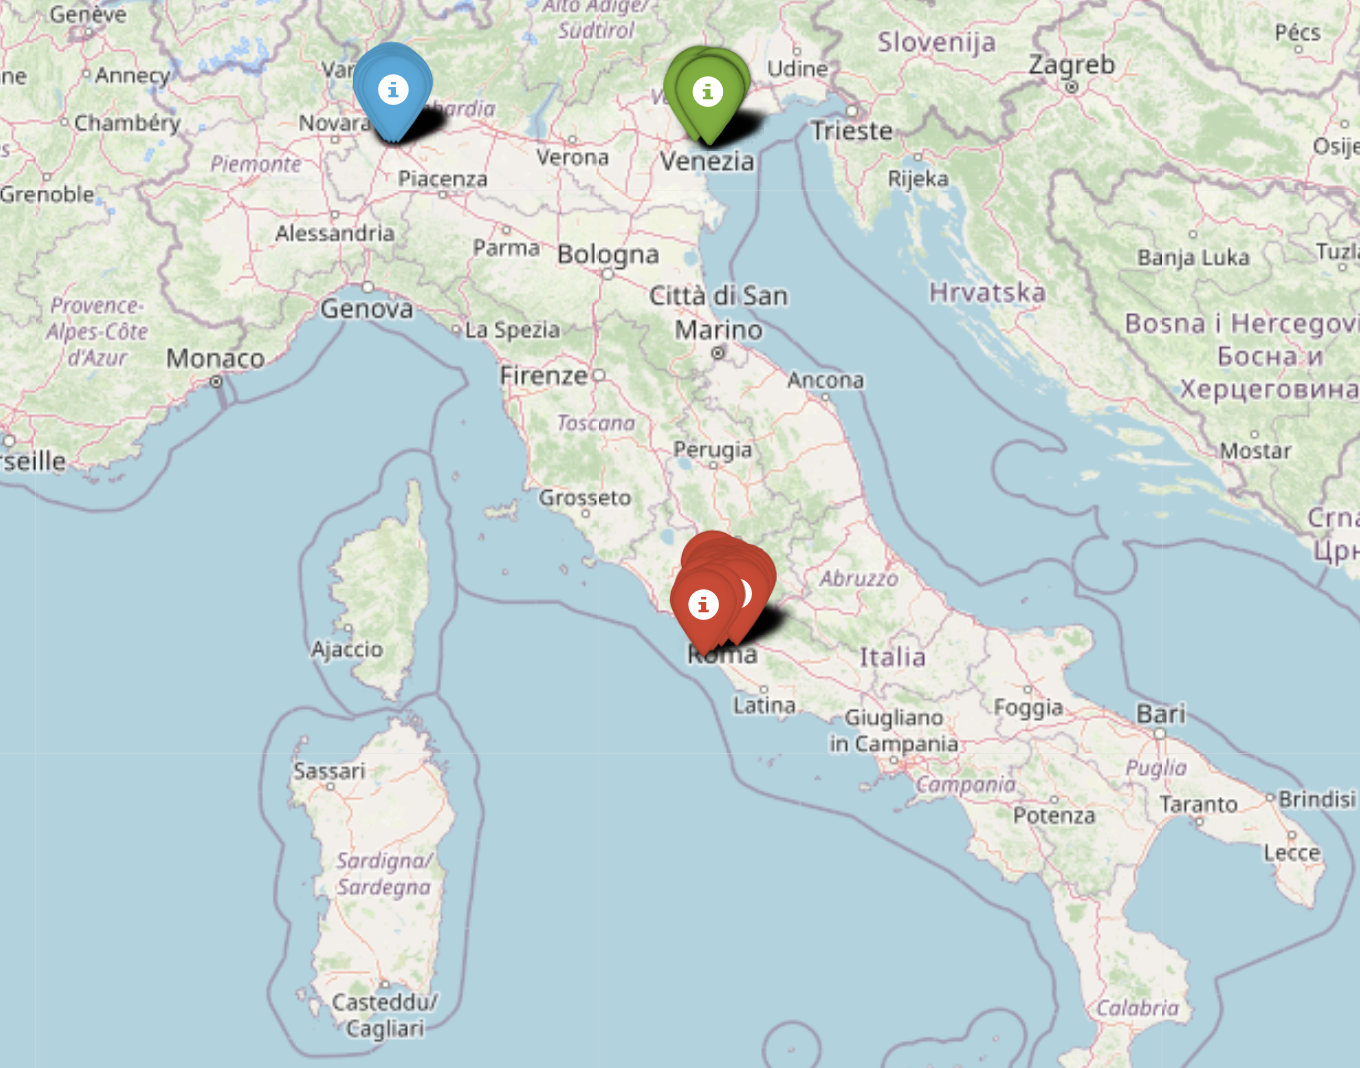 Genève
Alto Adige/
Südtirol
Slovenija
Pécs
Annecy
Udine
Zagreb
Chambéry
Novara
Trieste
Osije
Piemonte
Verona
Venezia
Grenoble
Piacenza
Rijeka
Alessandria
Parma
Bologna
Banja Luka
Tuzla
Provence-
Alpes-Côte
d'Azur
Genova
Città di San
Marino
Hrvatska
La Spezia
Bosna i Hercegovi
Босна и
Херцеговина
Monaco
Firenze
Ancona
Toscana
Perugia
Mostar
rseille
Grosseto
Crna
Црн
Abruzzo
Ajaccio
Roma
Italia
Latina
Foggia
Bari
Giugliano
in Campania
Sassari
Campania
Puglia
Potenza
Taranto
Brindisi
Lecce
Sardigna/
Sardegna
Casteddu/
Cagliari
Calabria